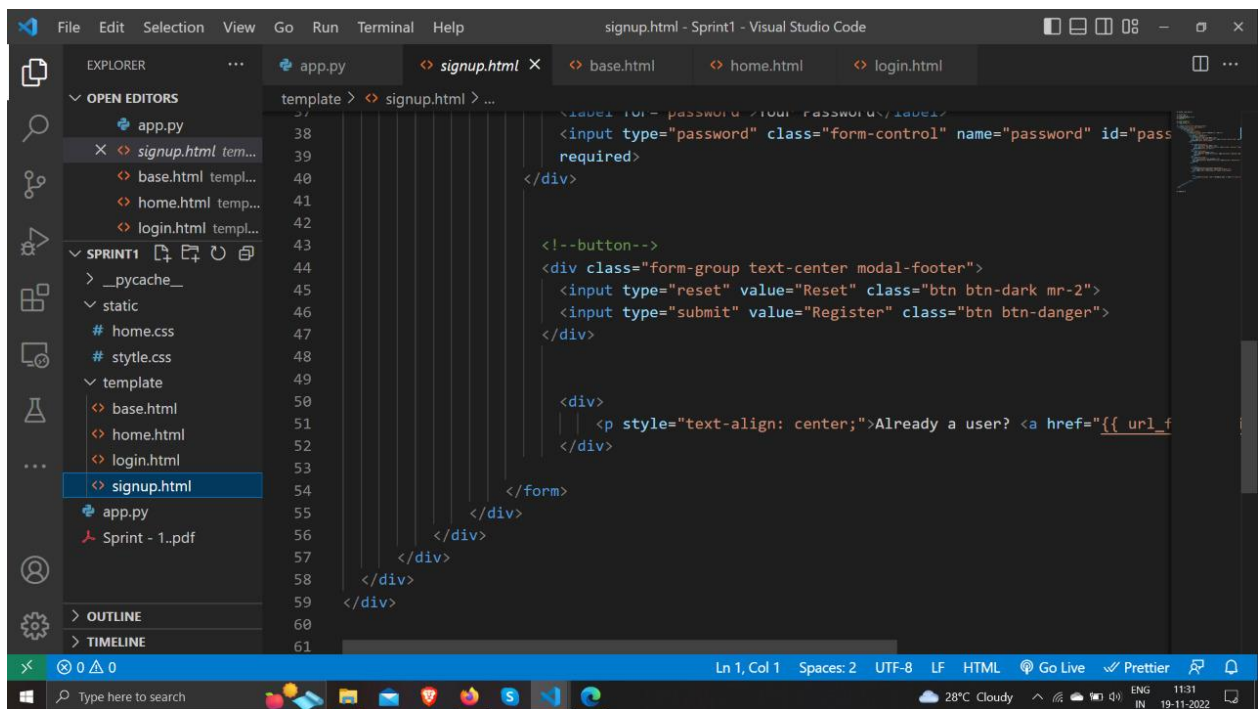 File Edit Selection View Go Run Terminal Help signup.html - Sprint1 - Visual Studio Code
EXPLORER
app.py signup.html base.html home.html login.html
OPEN EDITORS
app.py
signup.html tem...
base.html templ...
home.html temp...
login.html templ...
SPRINT1
__pycache__
static
# home.css
# stytle.css
template
base.html
home.html
login.html
signup.html
app.py
Sprint - 1..pdf
OUTLINE
TIMELINE
template > signup.html > ...
37 <label for="password">Your Password</label>
38 <input type="password" class="form-control" name="password" id="pass
39 required>
40 </div>
41
42
43 <!--button-->
44 <div class="form-group text-center modal-footer">
45 <input type="reset" value="Reset" class="btn btn-dark mr-2">
46 <input type="submit" value="Register" class="btn btn-danger">
47 </div>
48
49
50 <div>
51 <p style="text-align: center;">Already a user? <a href="{{ url_f
52 </div>
53
54 </form>
55 </div>
56 </div>
57 </div>
58 </div>
59 </div>
60
61
0 0 Ln 1, Col 1 Spaces: 2 UTF-8 LF HTML Go Live Prettier
Type here to search 28°C Cloudy ENG 11:31
IN 19-11-2022